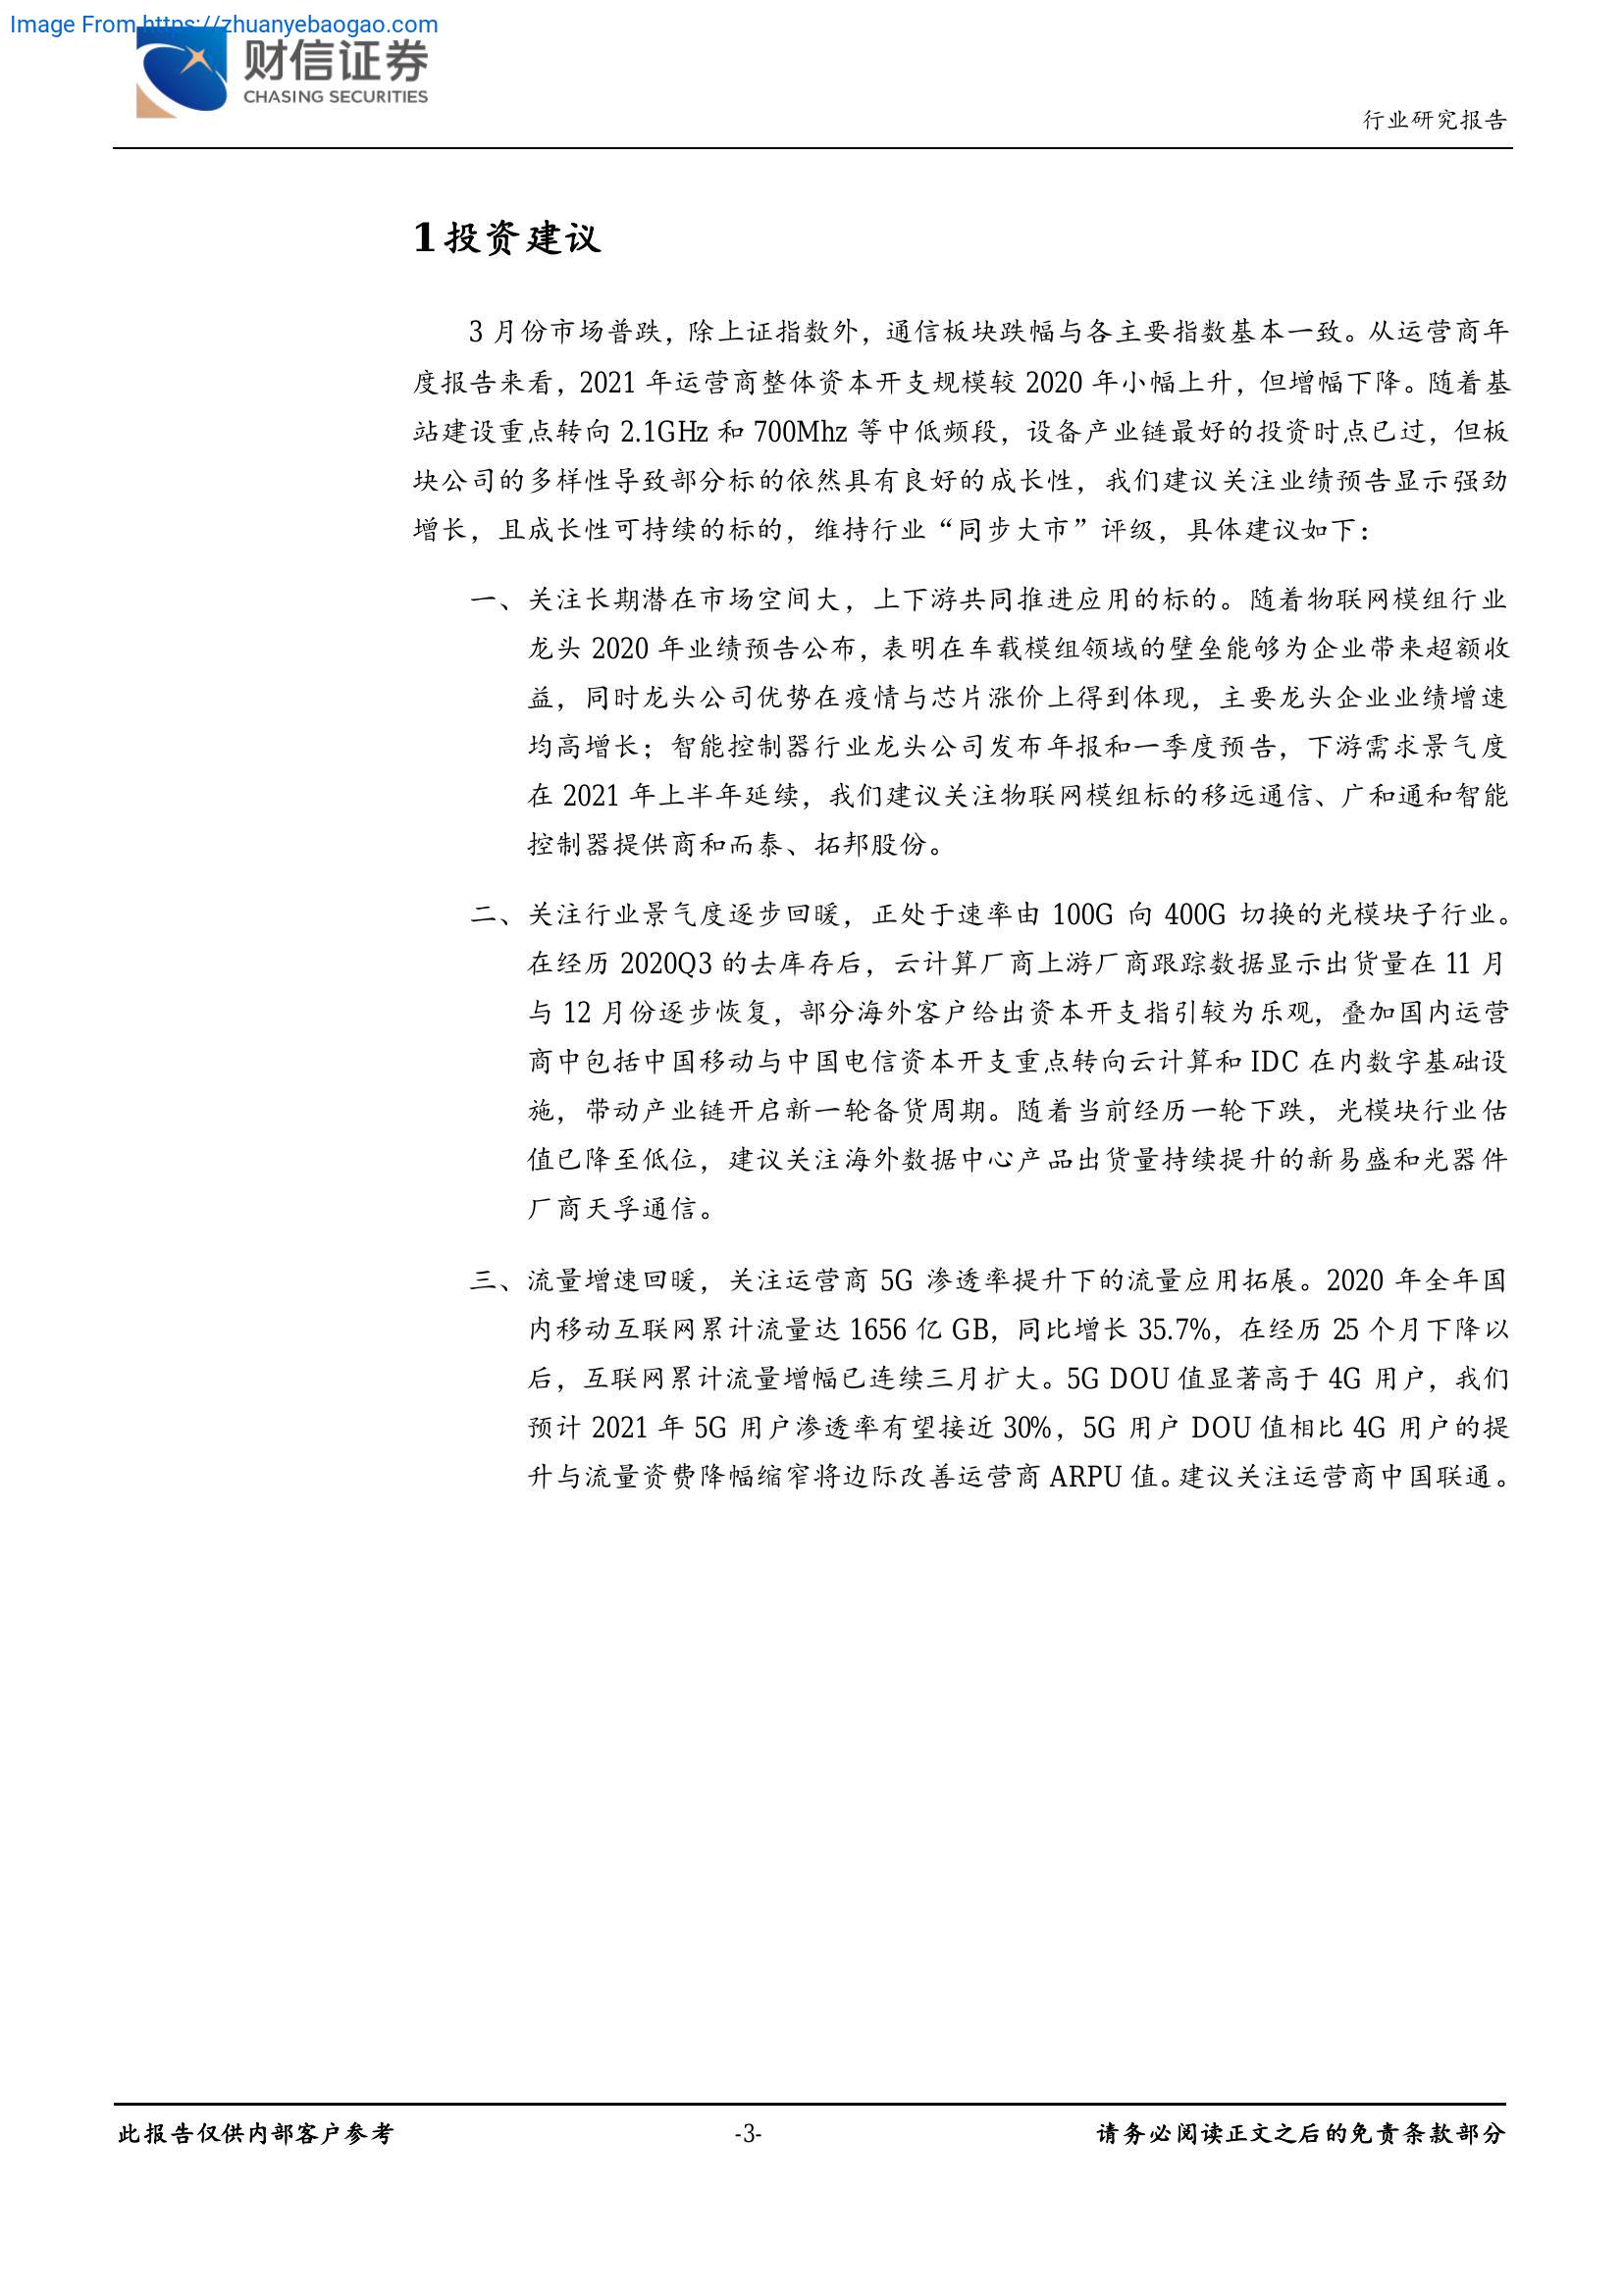 Image From https://zhuanyebaogao.com
财信证券
CHASING SECURITIES
行业研究报告
1 投资建议
3 月份市场普跌，除上证指数外，通信板块跌幅与各主要指数基本一致。从运营商年
度报告来看，2021 年运营商整体资本开支规模较 2020 年小幅上升，但增幅下降。随着基
站建设重点转向 2.1GHz 和 700Mhz 等中低频段，设备产业链最好的投资时点已过，但板
块公司的多样性导致部分标的依然具有良好的成长性，我们建议关注业绩预告显示强劲
增长，且成长性可持续的标的，维持行业“同步大市”评级，具体建议如下：
一、关注长期潜在市场空间大，上下游共同推进应用的标的。随着物联网模组行业
龙头 2020 年业绩预告公布，表明在车载模组领域的壁垒能够为企业带来超额收
益，同时龙头公司优势在疫情与芯片涨价上得到体现，主要龙头企业业绩增速
均高增长；智能控制器行业龙头公司发布年报和一季度预告，下游需求景气度
在 2021 年上半年延续，我们建议关注物联网模组标的移远通信、广和通和智能
控制器提供商和而泰、拓邦股份。
二、关注行业景气度逐步回暖，正处于速率由 100G 向 400G 切换的光模块子行业。
在经历 2020Q3 的去库存后，云计算厂商上游厂商跟踪数据显示出货量在 11 月
与 12 月份逐步恢复，部分海外客户给出资本开支指引较为乐观，叠加国内运营
商中包括中国移动与中国电信资本开支重点转向云计算和 IDC 在内数字基础设
施，带动产业链开启新一轮备货周期。随着当前经历一轮下跌，光模块行业估
值已降至低位，建议关注海外数据中心产品出货量持续提升的新易盛和光器件
厂商天孚通信。
三、流量增速回暖，关注运营商 5G 渗透率提升下的流量应用拓展。2020 年全年国
内移动互联网累计流量达 1656 亿 GB，同比增长 35.7%，在经历 25 个月下降以
后，互联网累计流量增幅已连续三月扩大。5G DOU 值显著高于 4G 用户，我们
预计 2021 年 5G 用户渗透率有望接近 30%，5G 用户 DOU 值相比 4G 用户的提
升与流量资费降幅缩窄将边际改善运营商 ARPU 值。建议关注运营商中国联通。
此报告仅供内部客户参考
-3-
请务必阅读正文之后的免责条款部分